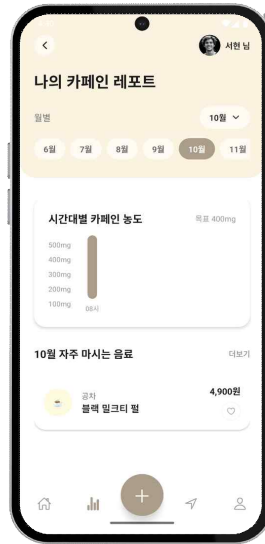 서현 님
나의 카페인 레포트
월별
10월
6월 7월 8월 9월 10월 11월
시간대별 카페인 농도
목표 400mg
500mg
400mg
300mg
200mg
100mg
08시
10월 자주 마시는 음료
더보기
공차
4,900원
블랙 밀크티 펄